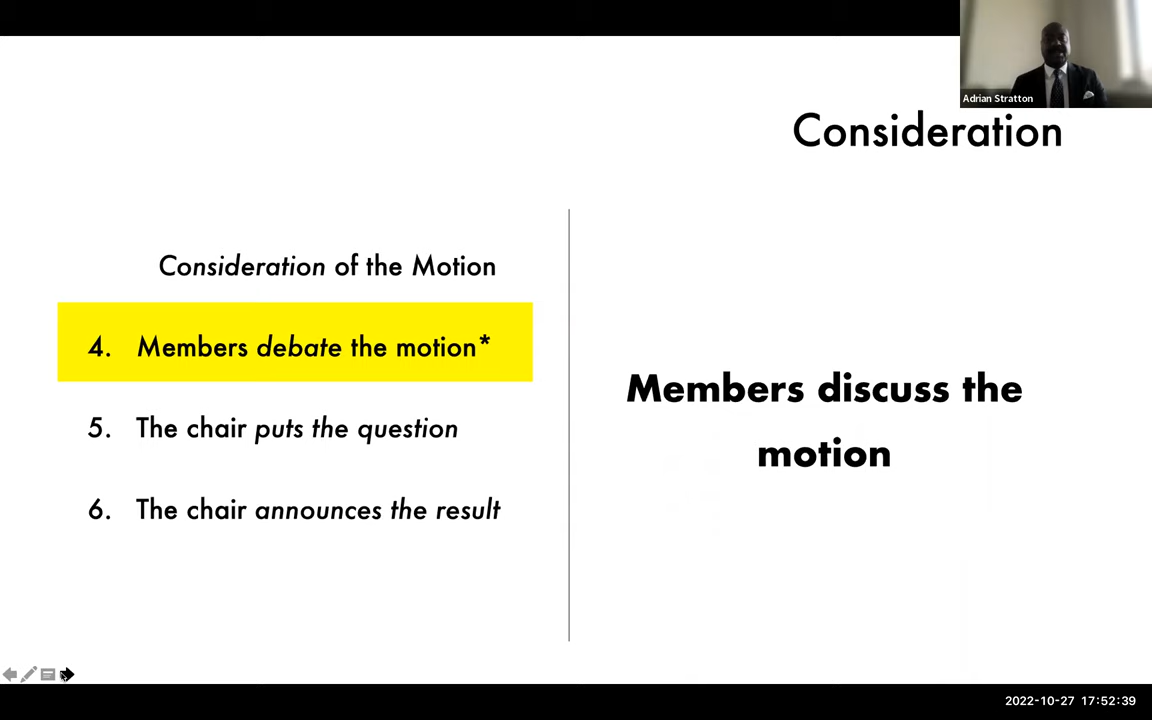 Adrian Stratton
Consideration
Consideration of the Motion
4. Members debate the motion*
5. The chair puts the question
6. The chair announces the result
Members discuss the
motion
2022-10-27 17:52:39